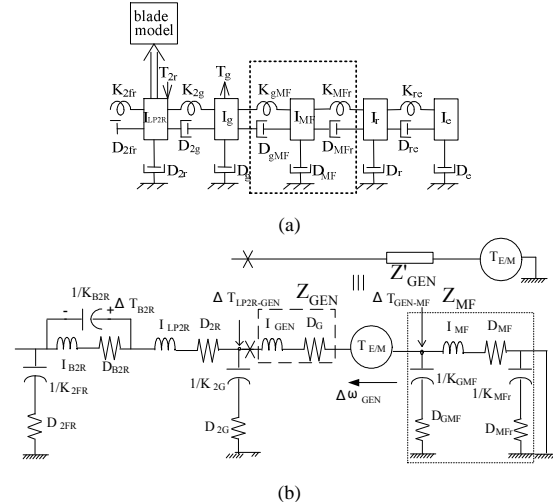 blade
model
T2r Tg
K2fr K2g KgMF KMFr Kre
ILP2R Ig IMF Ir Ie
D2fr D2g DgMF DMFr Dre
D2r Dg DMF Dr De
(a)
TE/M
Z'GEN
ΔTLP2R-GEN ZGEN ΔTGEN-MF ZMF
1/KB2R
- + ΔTB2R
ILP2R D2R IGEN DG IMF DMF
TE/M
IB2R DB2R
1/K2FR 1/K2G ΔωGEN 1/KGMF 1/KMFr
D2FR D2G DGMF DMFr
(b)